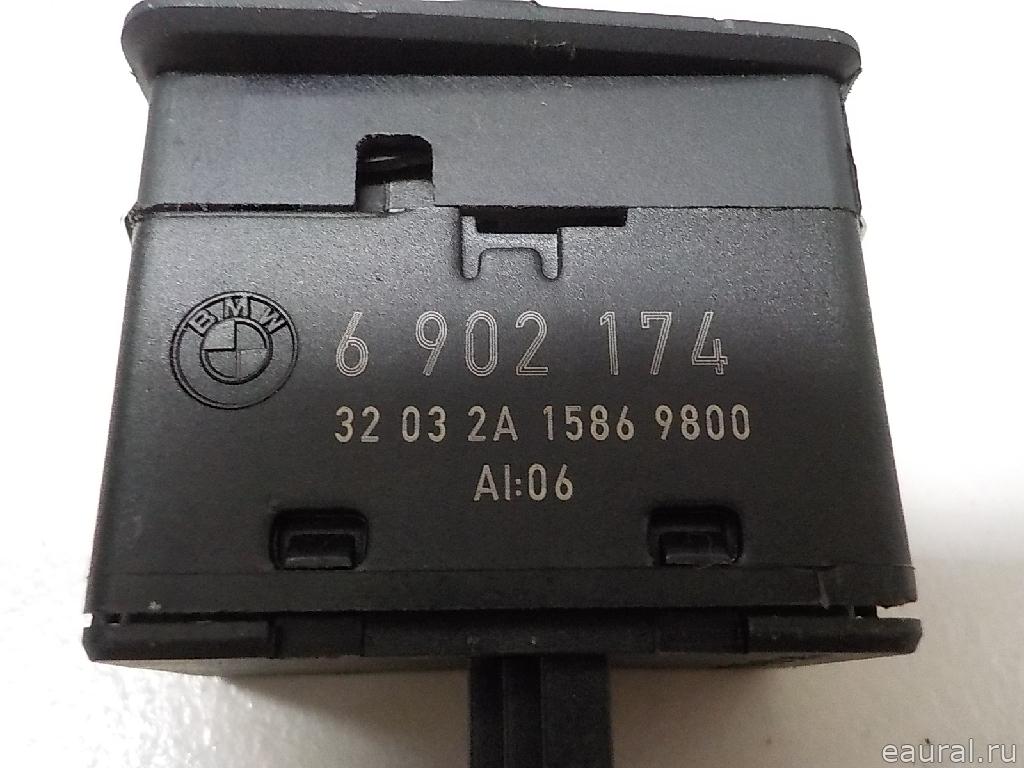 BMW
6 902 174
32 03 2A 1586 9800
AI:06
eaural.ru